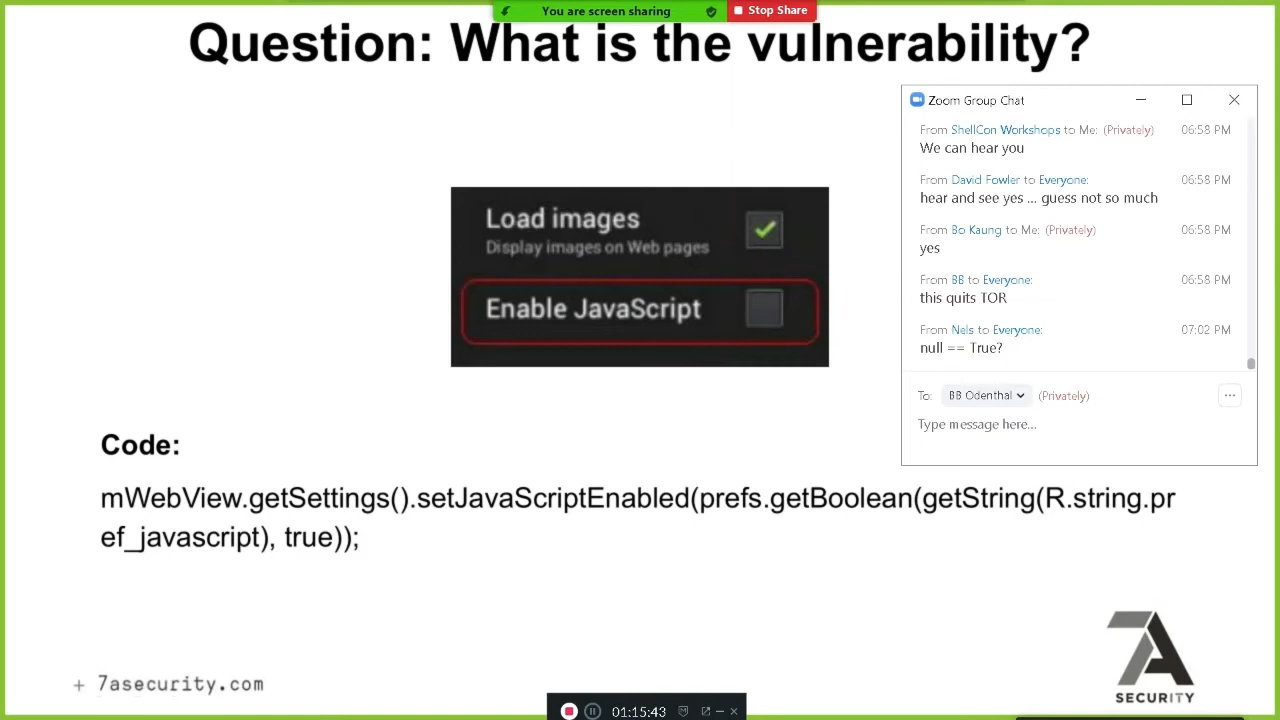 You are screen sharing
Stop Share
Question: What is the vulnerability?
Zoom Group Chat
From ShellCon Workshops to Me: (Privately) 06:58 PM
We can hear you
From David Fowler to Everyone: 06:58 PM
hear and see yes ... guess not so much
From Bo Kaung to Me: (Privately) 06:58 PM
yes
From BB to Everyone: 06:58 PM
this quits TOR
From Nels to Everyone: 07:02 PM
null == True?
To: BB Odenthal (Privately)
Type message here...
Load images
Display images on Web pages
Enable JavaScript
Code:
mWebView.getSettings().setJavaScriptEnabled(prefs.getBoolean(getString(R.string.pr
ef_javascript), true));
+ 7asecurity.com
7A
SECURITY
01:15:43